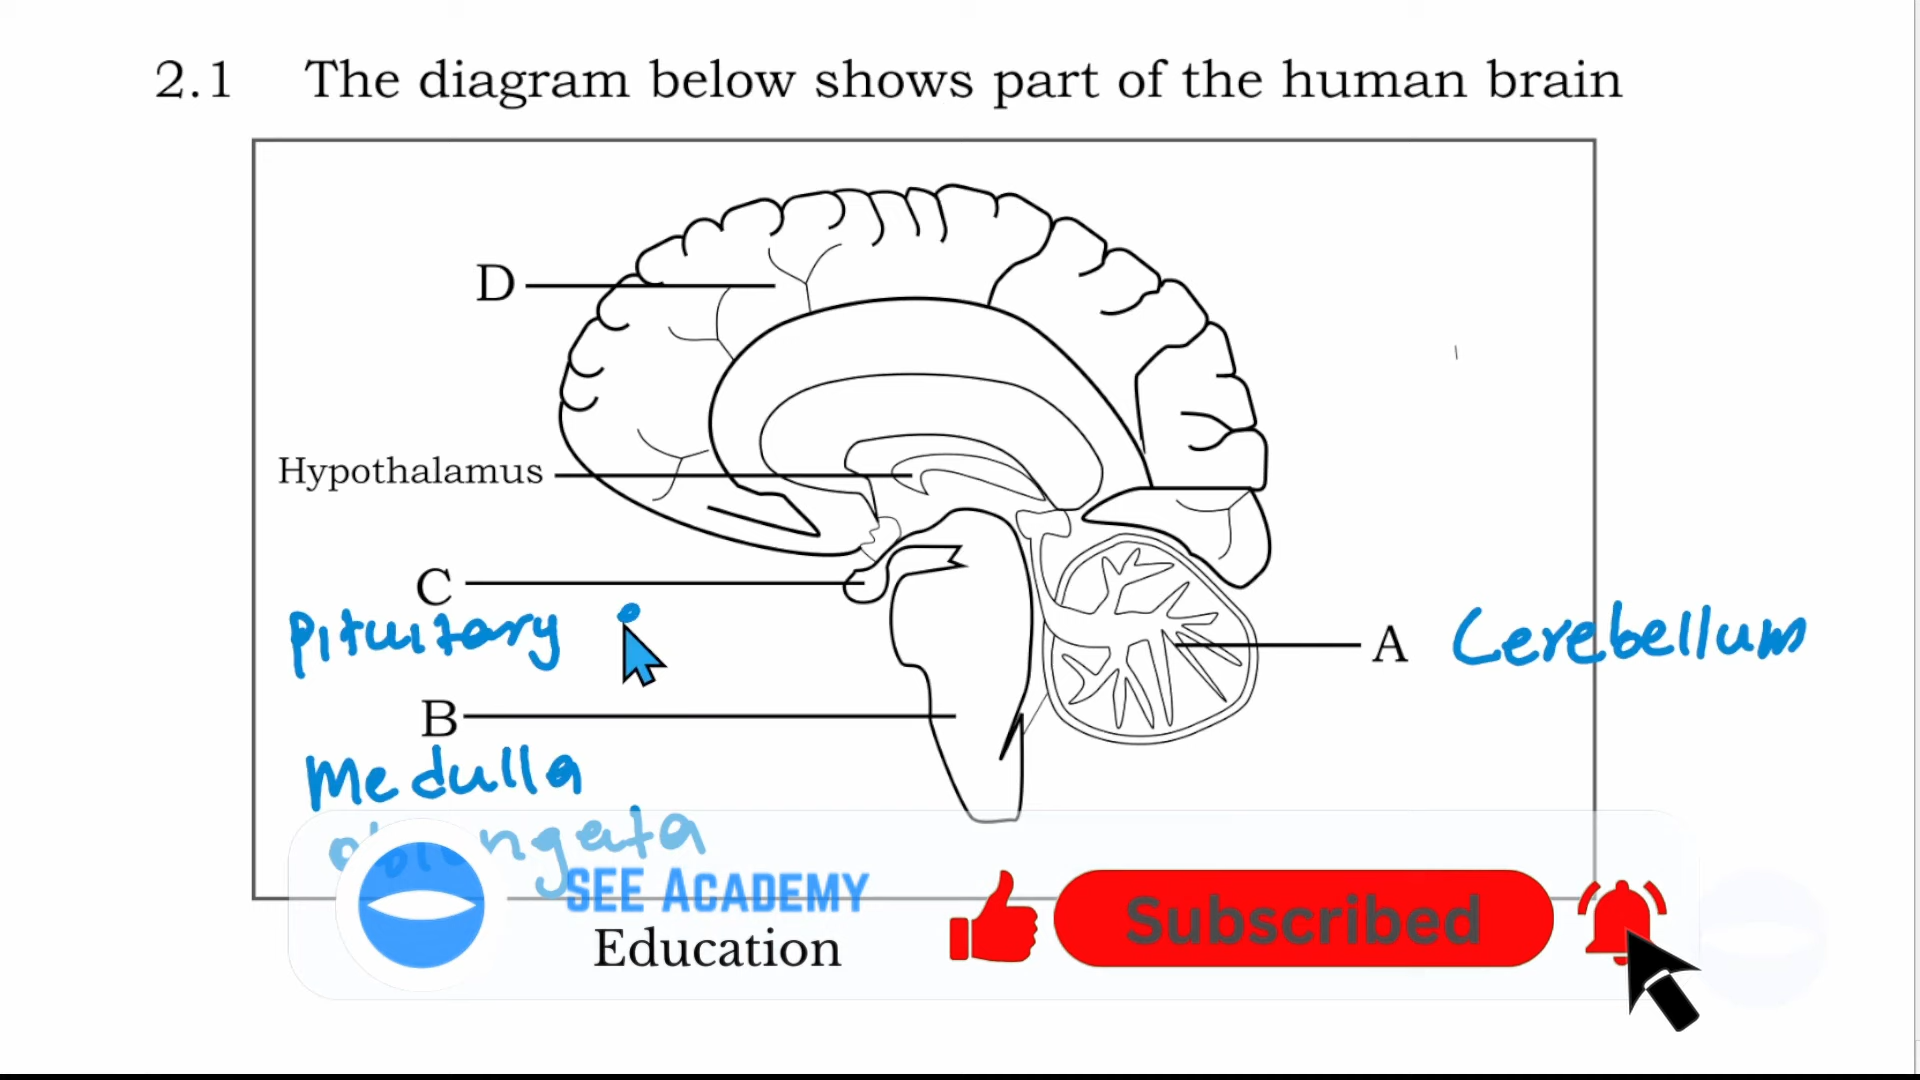 2.1 The diagram below shows part of the human brain
D
Hypothalamus
C
Pituitary
A Cerebellum
B
Medulla
oblongata
SEE ACADEMY
Education
Subscribed